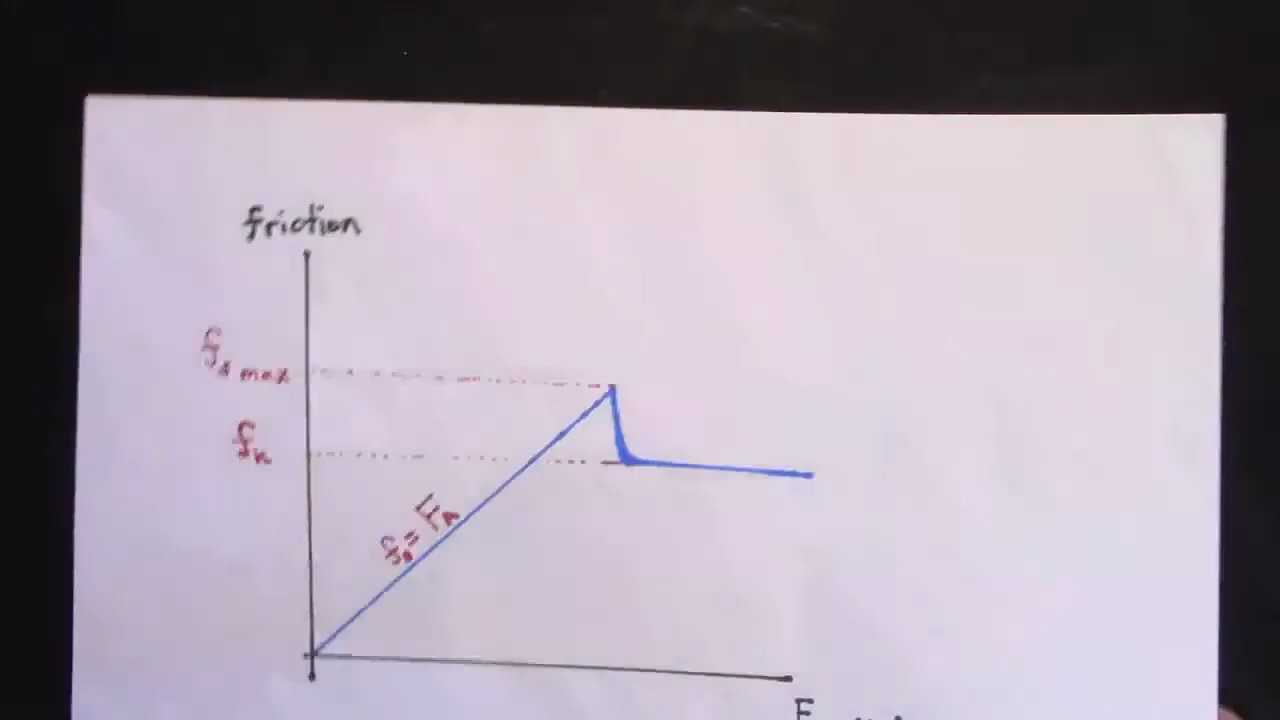 friction
fs max
fk
fs = FA
F